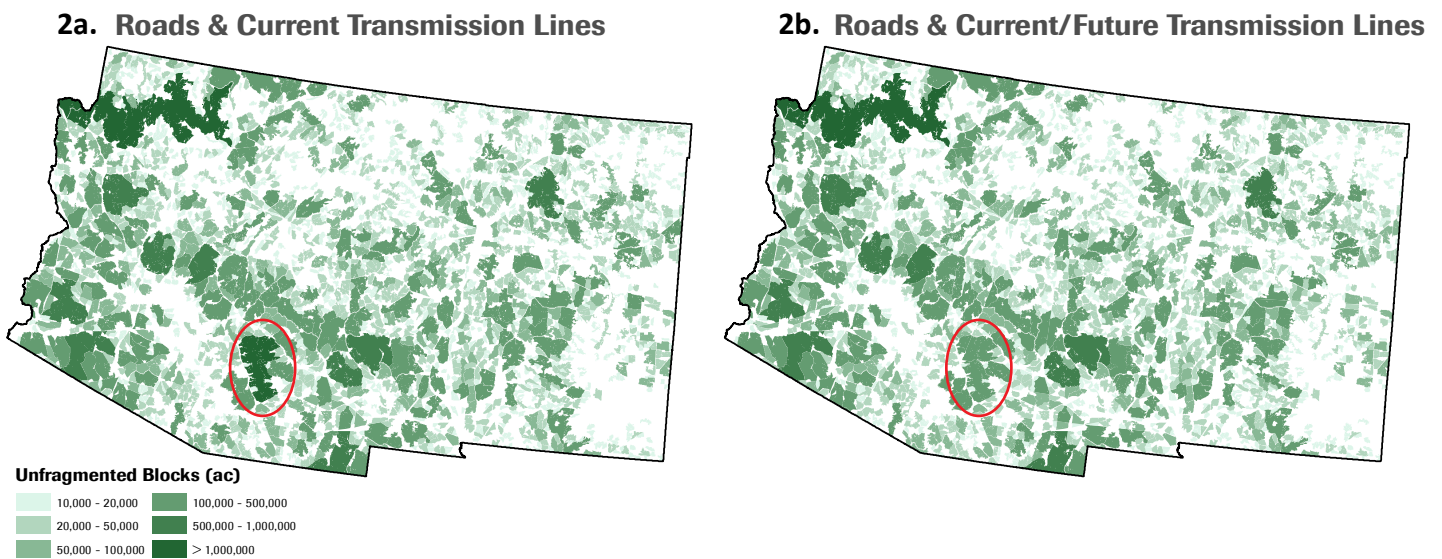 2a. Roads & Current Transmission Lines
2b. Roads & Current/Future Transmission Lines
Unfragmented Blocks (ac)
10,000 - 20,000
100,000 - 500,000
20,000 - 50,000
500,000 - 1,000,000
50,000 - 100,000
> 1,000,000